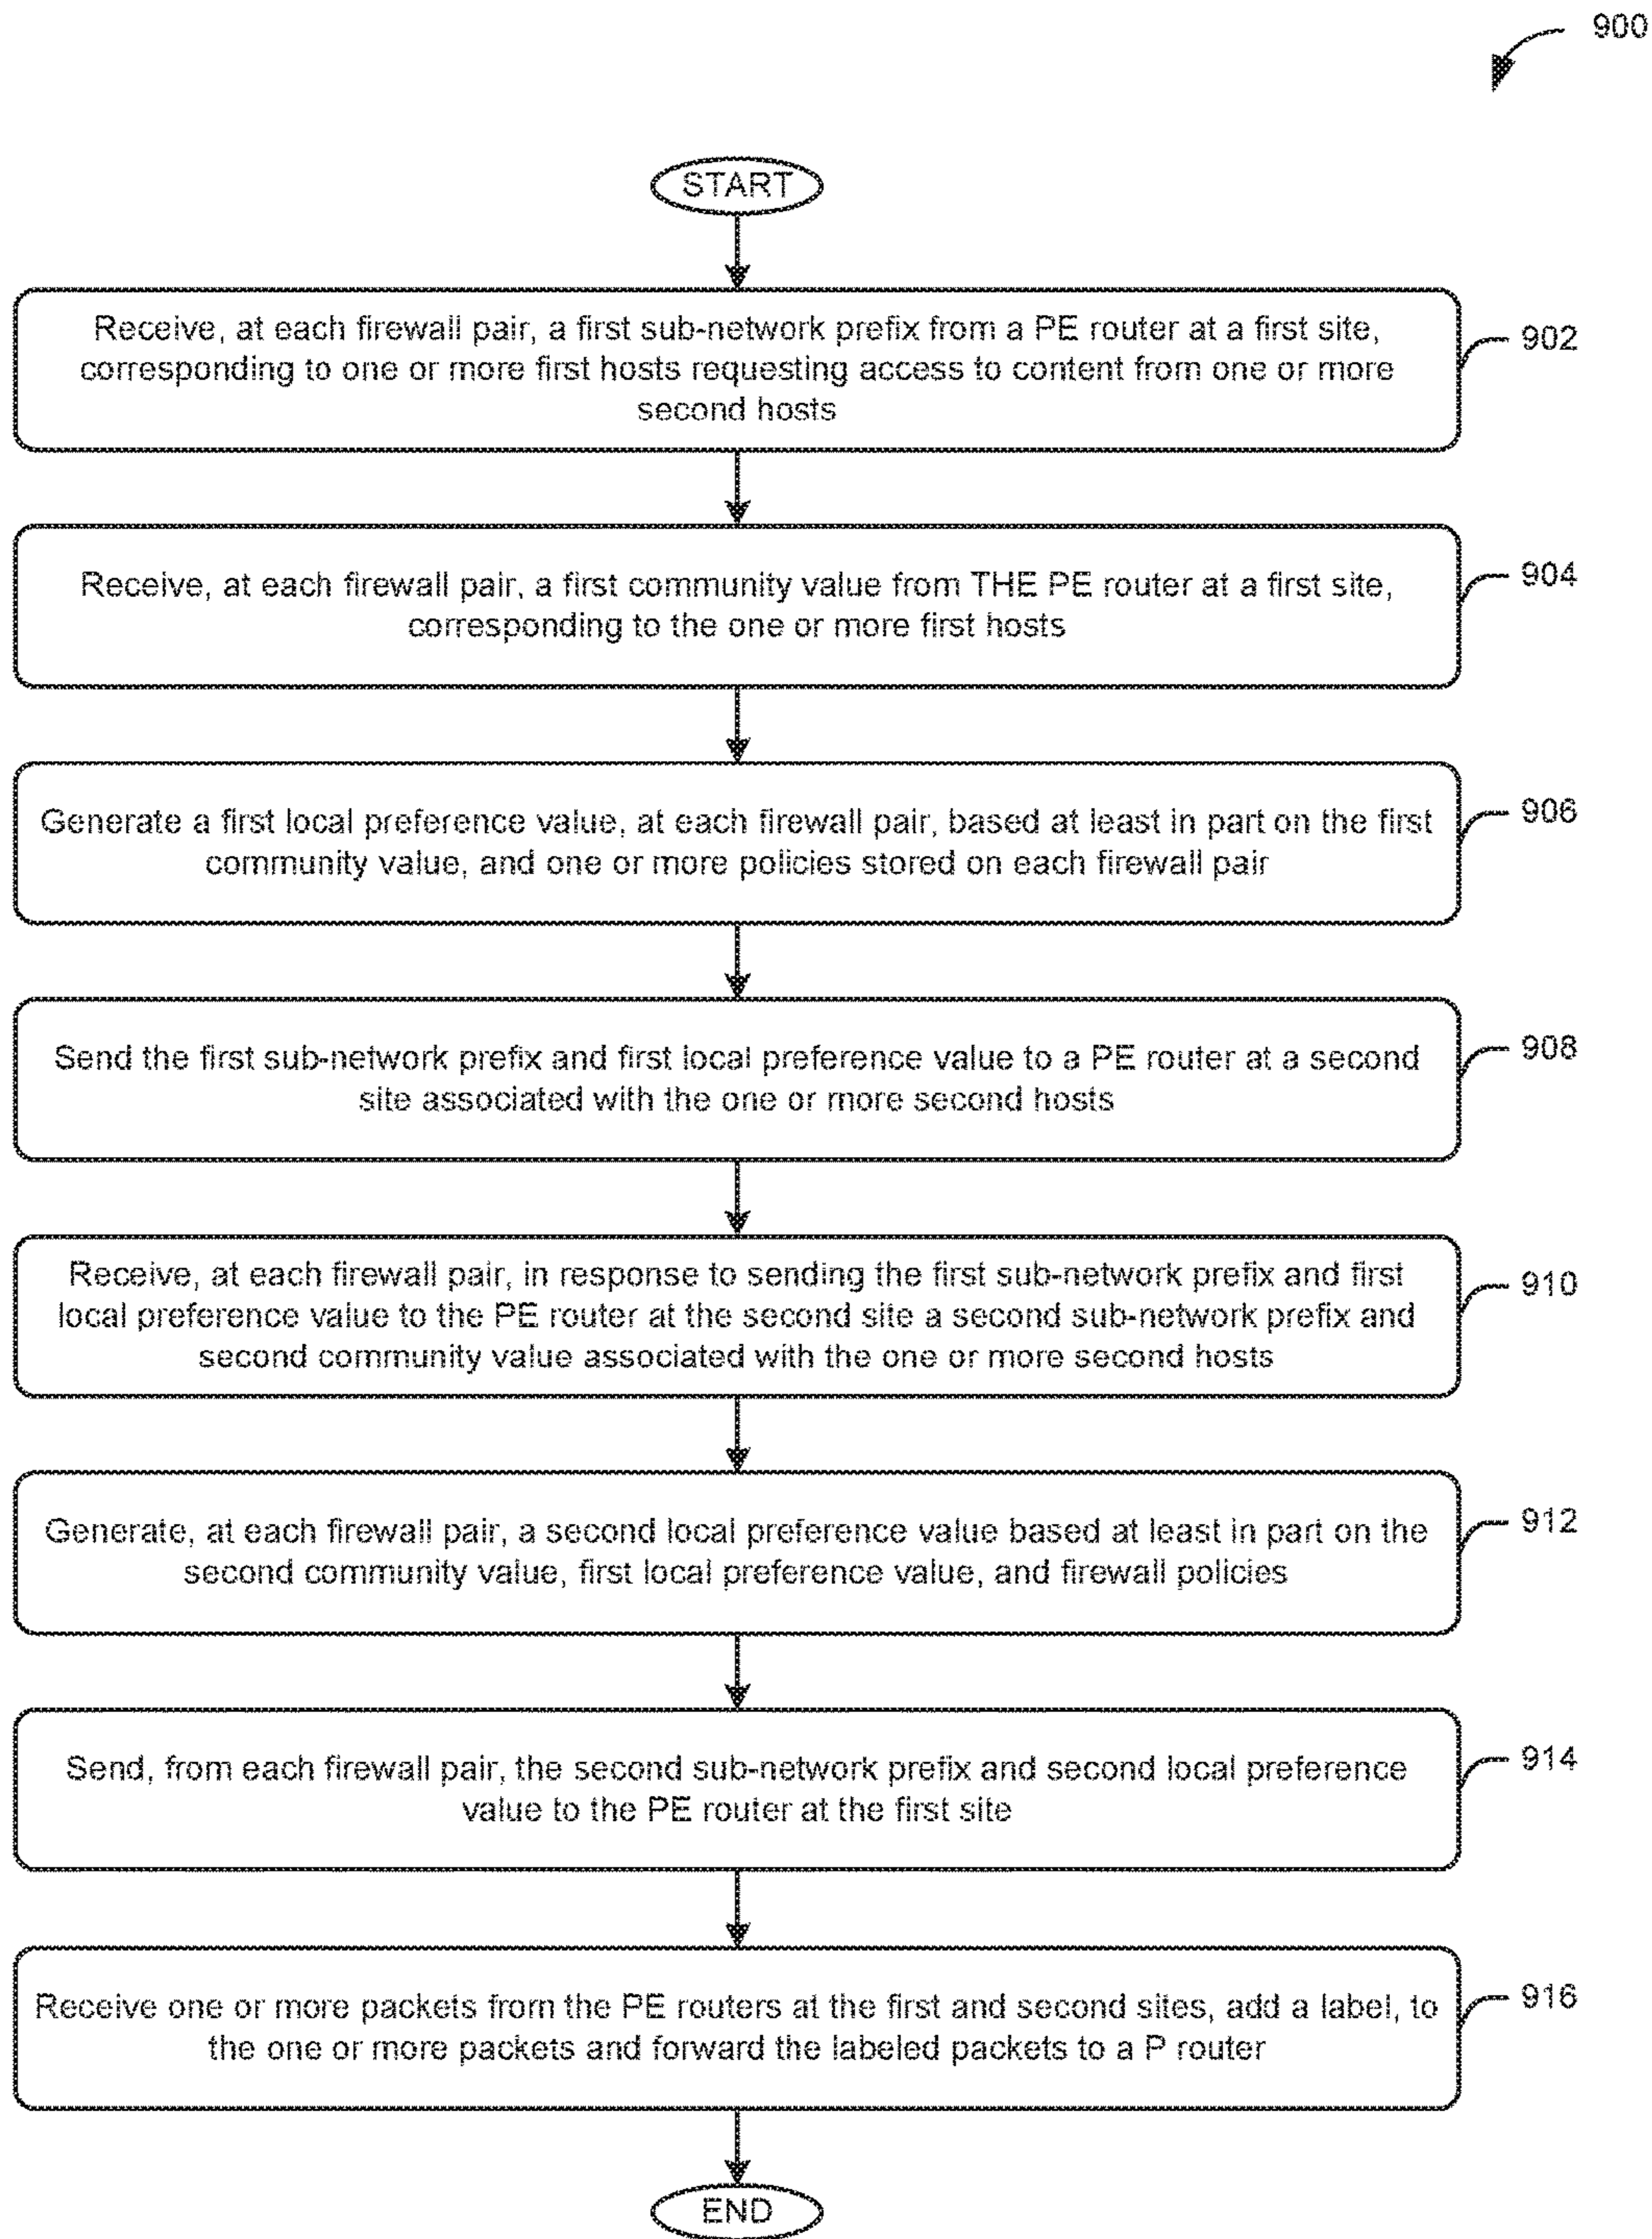 900
START
Receive, at each firewall pair, a first sub-network prefix from a PE router at a first site,
corresponding to one or more first hosts requesting access to content from one or more
second hosts
902
Receive, at each firewall pair, a first community value from THE PE router at a first site,
corresponding to the one or more first hosts
904
Generate a first local preference value, at each firewall pair, based at least in part on the first
community value, and one or more policies stored on each firewall pair
906
Send the first sub-network prefix and first local preference value to a PE router at a second
site associated with the one or more second hosts
908
Receive, at each firewall pair, in response to sending the first sub-network prefix and first
local preference value to the PE router at the second site a second sub-network prefix and
second community value associated with the one or more second hosts
910
Generate, at each firewall pair, a second local preference value based at least in part on the
second community value, first local preference value, and firewall policies
912
Send, from each firewall pair, the second sub-network prefix and second local preference
value to the PE router at the first site
914
Receive one or more packets from the PE routers at the first and second sites, add a label, to
the one or more packets and forward the labeled packets to a P router
916
END